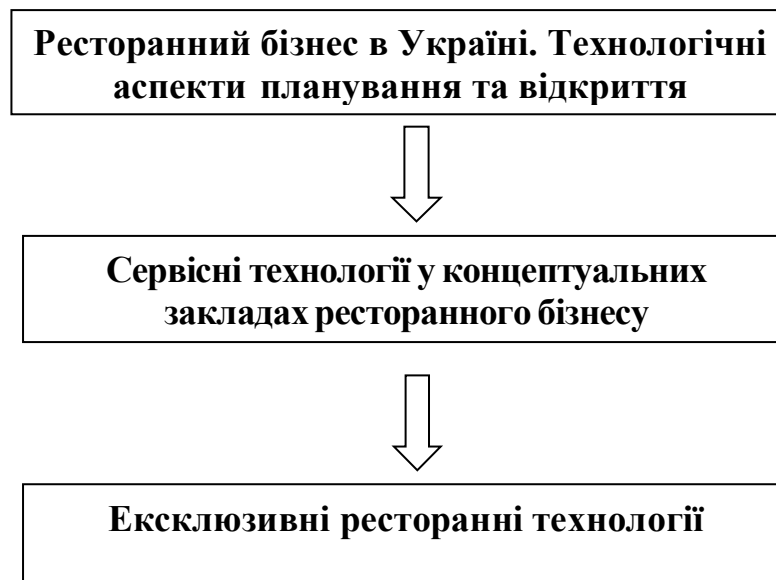 Ресторанний бізнес в Україні. Технологічні
аспекти планування та відкриття
Сервісні технології у концептуальних
закладах ресторанного бізнесу
Ексклюзивні ресторанні технології